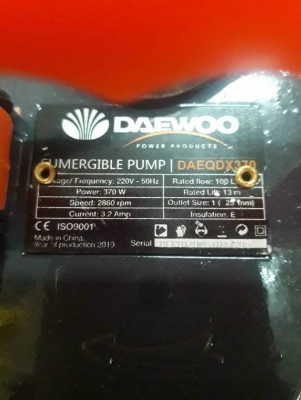 DAEWOO
POWER PRODUCTS
SUMERGIBLE PUMP | DAEQDX370
Voltage/Frequency: 220V - 50Hz
Rated flow: 100 L
Power: 370 W
Rated Lift: 13 m
Speed: 2860 rpm
Outlet Size: 1 ( 25 mm)
Current: 3.2 Amp
Insulation: E
CE ISO9001
Made in China,
Year of production 2019
Serial